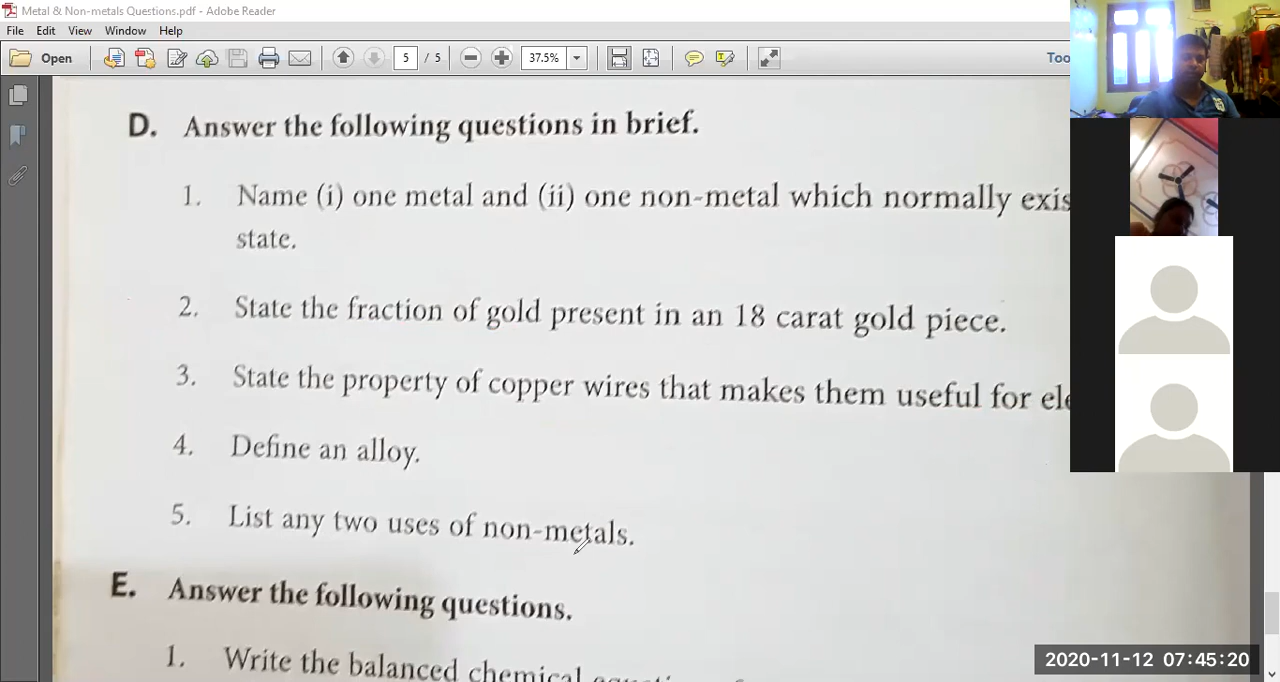 Metal & Non-metals Questions.pdf - Adobe Reader
File Edit View Window Help
Open 5 / 5 37.5% Too
D. Answer the following questions in brief.
1. Name (i) one metal and (ii) one non-metal which normally exis
state.
2. State the fraction of gold present in an 18 carat gold piece.
3. State the property of copper wires that makes them useful for ele
4. Define an alloy.
5. List any two uses of non-metals.
E. Answer the following questions.
1. Write the balanced chemical
2020-11-12 07:45:20